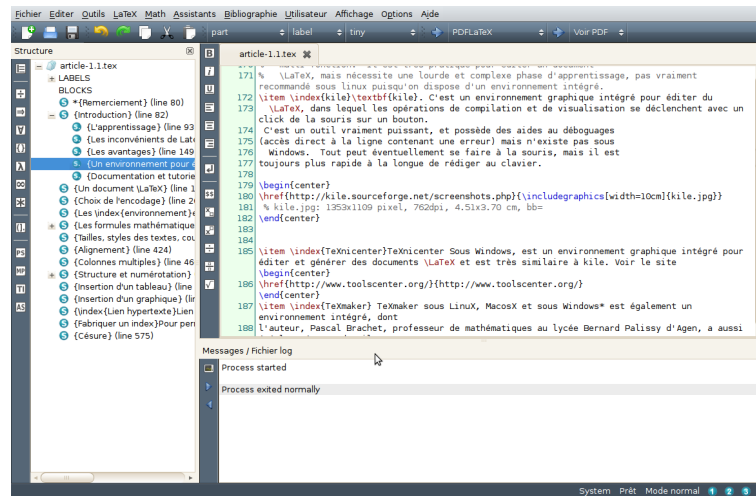 Fichier Editer Outils LaTeX Math Assistants Bibliographie Utilisateur Affichage Options Aide
part label tiny PDFLaTeX Voir PDF
Structure
article-1.1.tex
LABELS
BLOCKS
*{Remerciement} (line 80)
{Introduction} (line 82)
{L'apprentissage} (line 93
{Les inconvénients de Late
{Les avantages} (line 149
{Un environnement pour é
{Documentation et tutorie
{Un document \LaTeX} (line 1
{Choix de l'encodage} (line 2
{Les \index{environnement}e
{Les formules mathématique
{Tailles, styles des textes, cou
{Alignement} (line 424)
{Colonnes multiples} (line 46
{Structure et numérotation} (
{Insertion d'un tableau} (line
{Insertion d'un graphique} (lir
{\index{Lien hypertexte}Lien
{Fabriquer un index}Pour per
{Césure} (line 575)
article-1.1.tex
171 % \LaTeX, mais nécessite une lourde et complexe phase d'apprentissage, pas vraiment
recommandé sous linux puisqu'on dispose d'un environnement intégré.
172 \item \index{kile}\textbf{kile}. C'est un environnement graphique intégré pour éditer du
173 \LaTeX, dans lequel les opérations de compilation et de visualisation se déclenchent avec un
click de la souris sur un bouton.
174 C'est un outil vraiment puissant, et possède des aides au déboguages
175 (accès direct à la ligne contenant une erreur) mais n'existe pas sous
176 Windows. Tout peut éventuellement se faire à la souris, mais il est
177 toujours plus rapide à la longue de rédiger au clavier.
178
179 \begin{center}
180 \href{http://kile.sourceforge.net/screenshots.php}{\includegraphics[width=10cm]{kile.jpg}}
181 % kile.jpg: 1353x1109 pixel, 762dpi, 4.51x3.70 cm, bb=
182 \end{center}
183
184
185 \item \index{TeXnicenter}TeXnicenter Sous Windows, est un environnement graphique intégré pour
éditer et générer des documents \LaTeX et est très similaire à kile. Voir le site
\begin{center}
186 \href{http://www.toolscenter.org/}{http://www.toolscenter.org/}
\end{center}
187 \item \index{TeXmaker} TeXmaker sous LinuX, MacosX et sous Windows* est également un
environnement intégré, dont
188 l'auteur, Pascal Brachet, professeur de mathématiques au lycée Bernard Palissy d'Agen, a aussi
Messages / Fichier log
Process started
Process exited normally
System Prêt Mode normal 1 2 3